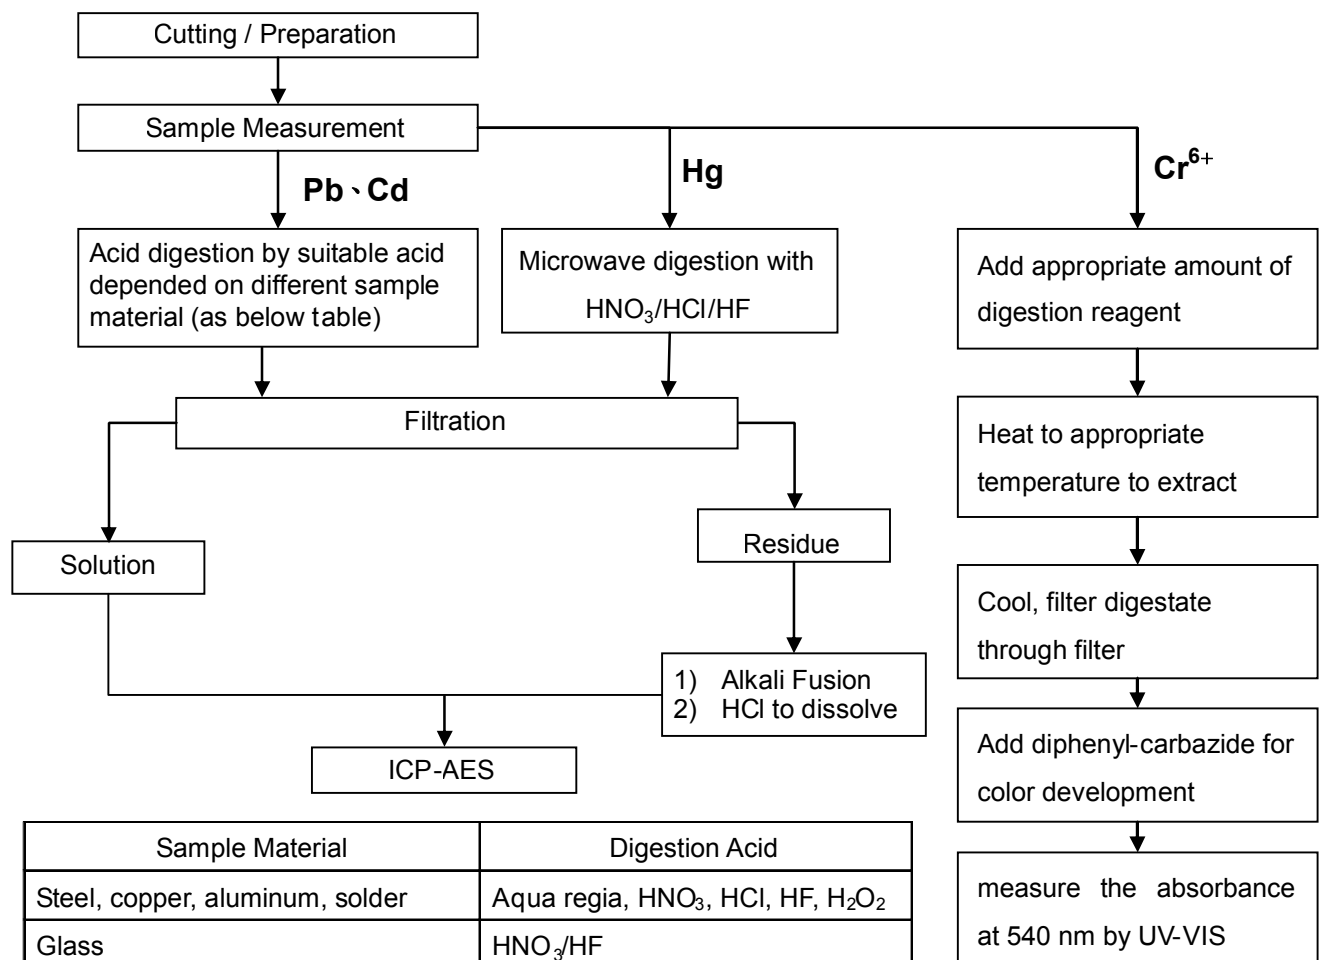 Cutting / Preparation
Sample Measurement
Pb、Cd
Hg
Cr⁶⁺
Acid digestion by suitable acid
depended on different sample
material (as below table)
Microwave digestion with
HNO₃/HCl/HF
Add appropriate amount of
digestion reagent
Filtration
Heat to appropriate
temperature to extract
Solution
Residue
Cool, filter digestate
through filter
1) Alkali Fusion
2) HCl to dissolve
ICP-AES
Add diphenyl-carbazide for
color development
measure the absorbance
at 540 nm by UV-VIS
Sample Material Digestion Acid
Steel, copper, aluminum, solder Aqua regia, HNO₃, HCl, HF, H₂O₂
Glass HNO₃/HF